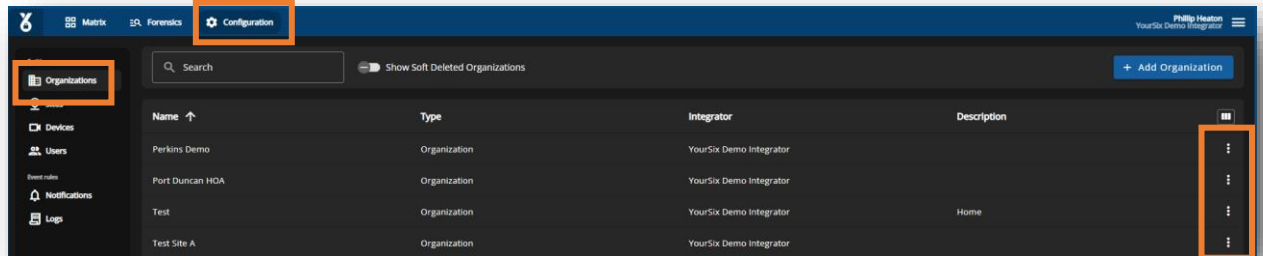 Matrix
Forensics
Configuration
Phillip Heaton
YourSix Demo Integrator
Organizations
Devices
Users
Event rules
Notifications
Logs
Search
Show Soft Deleted Organizations
+ Add Organization
Name Type Integrator Description
Perkins Demo Organization YourSix Demo Integrator
Port Duncan HOA Organization YourSix Demo Integrator
Test Organization YourSix Demo Integrator Home
Test Site A Organization YourSix Demo Integrator